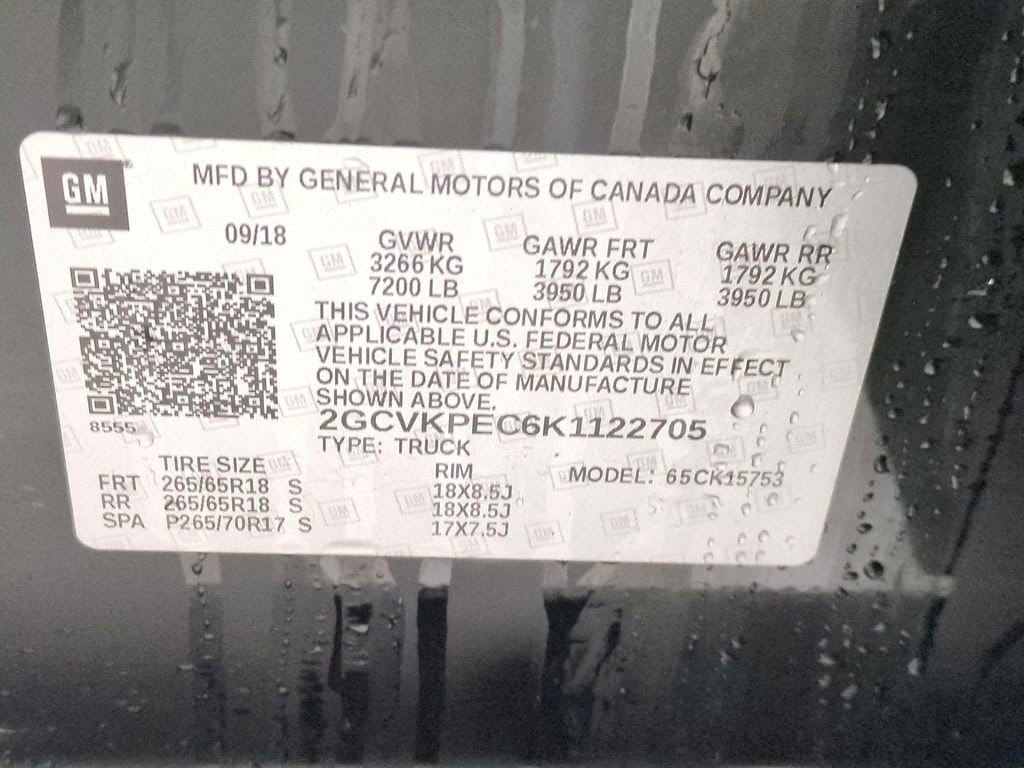 GM
MFD BY GENERAL MOTORS OF CANADA COMPANY
09/18 GVWR GAWR FRT GAWR RR
3266 KG 1792 KG 1792 KG
7200 LB 3950 LB 3950 LB
THIS VEHICLE CONFORMS TO ALL
APPLICABLE U.S. FEDERAL MOTOR
VEHICLE SAFETY STANDARDS IN EFFECT
ON THE DATE OF MANUFACTURE
SHOWN ABOVE.
8555 2GCVKPEC6K1122705
TYPE: TRUCK
TIRE SIZE RIM MODEL: 65CK15753
FRT 265/65R18 S 18X8.5J
RR 265/65R18 S 18X8.5J
SPA P265/70R17 S 17X7.5J